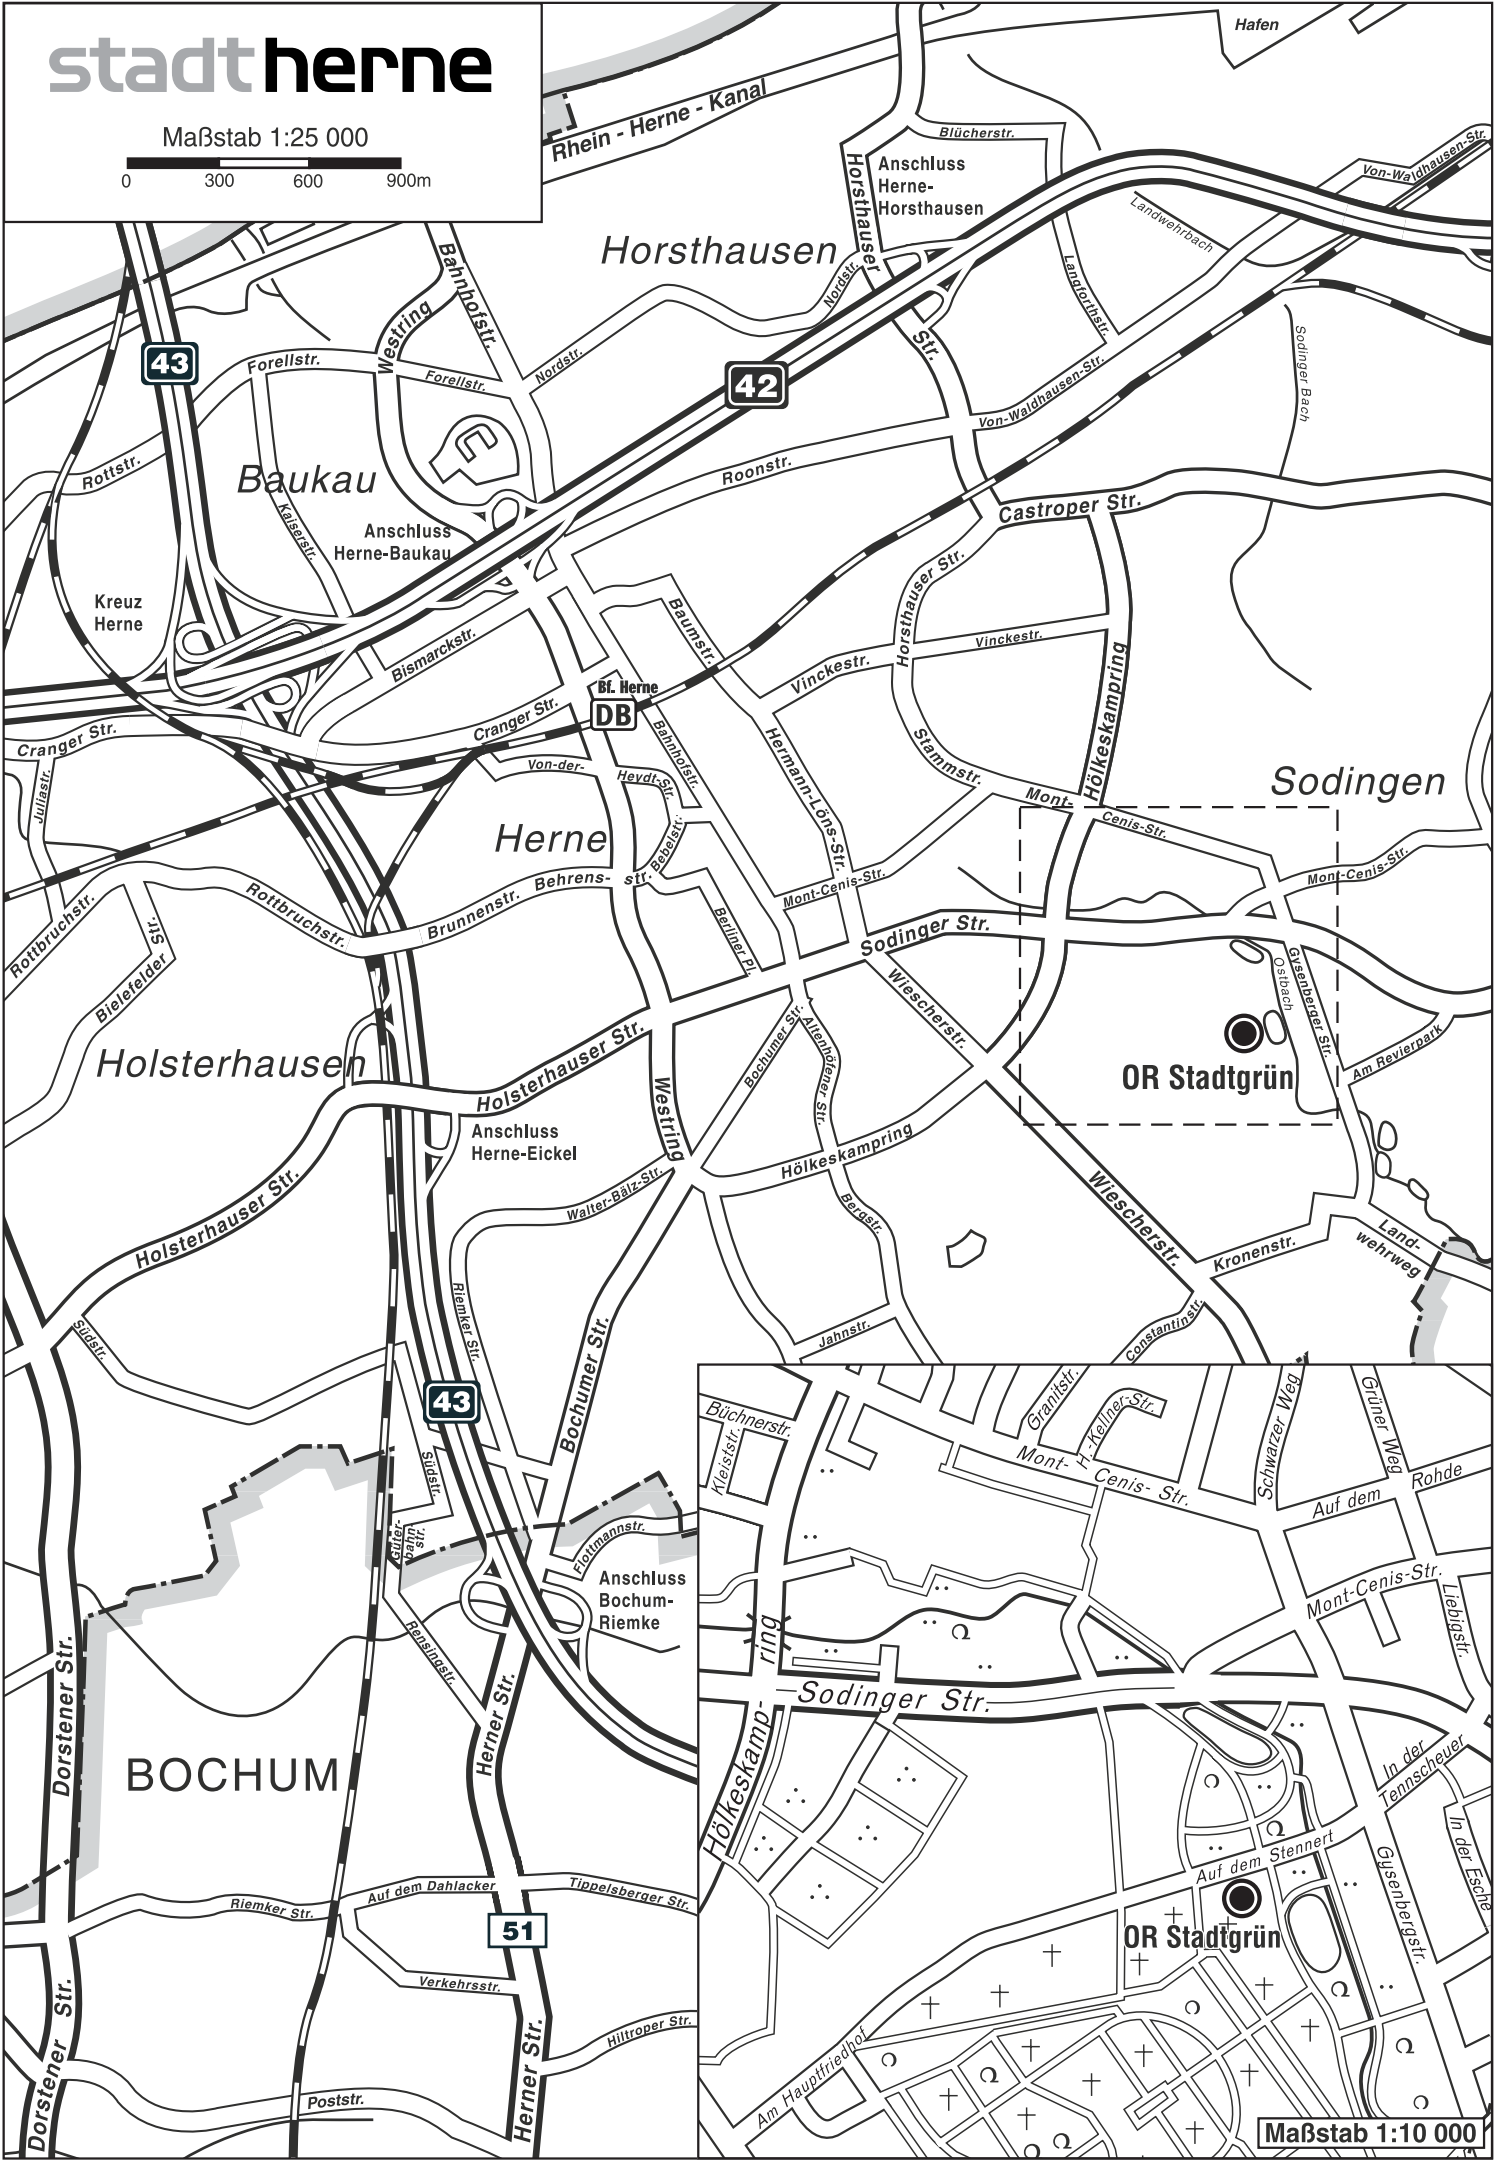 stadtherne
Maßstab 1:25 000
0 300 600 900m
Hafen
Rhein - Herne - Kanal
Blücherstr.
Anschluss
Herne-
Horsthausen
Horsthauser
Von-Waldhausen-Str.
Landwehrbach
Horsthausen
Bahnhofstr.
Westring
Nordstr.
Langforthstr.
43
Forellstr.
Forellstr.
Nordstr.
42
Str.
Von-Waldhausen-Str.
Sodinger Bach
Rottstr.
Baukau
Kaiserstr.
Roonstr.
Castroper Str.
Anschluss
Herne-Baukau
Kreuz
Herne
Horsthauser Str.
Baumstr.
Bismarckstr.
Vinckestr.
Vinckestr.
Hölkeskampring
Bf. Herne
DB
Cranger Str.
Cranger Str.
Bahnhofstr.
Hermann-Löns-Str.
Stammstr.
Juliastr.
Von-der-
Heydt-Str.
Mont-
Cenis-Str.
Sodingen
Herne
Bebelstr.
Behrens-
str.
Mont-Cenis-Str.
Mont-Cenis-Str.
Rottbruchstr.
Rottbruchstr.
Brunnenstr.
Berliner Pl.
Sodinger Str.
Bielefelder
Str.
Wiescherstr.
Ostbach
Gysenberger Str.
Holsterhausen
Holsterhauser Str.
Bochumer Str.
Altenhöfener Str.
OR Stadtgrün
Am Revierpark
Westring
Anschluss
Herne-Eickel
Hölkeskampring
Holsterhauser Str.
Walter-Bälz-Str.
Bergstr.
Wiescherstr.
Kronenstr.
Land-
wehrweg
Südstr.
Riemker Str.
Bochumer Str.
Jahnstr.
Constantinstr.
43
Südstr.
Güter-
bahn-
str.
Flottmannstr.
Anschluss
Bochum-
Riemke
Rensingstr.
Dorstener Str.
Herner Str.
BOCHUM
Riemker Str.
Auf dem Dahlacker
Tippelsberger Str.
51
Verkehrsstr.
Dorstener Str.
Herner Str.
Hiltroper Str.
Poststr.
Büchnerstr.
Kleiststr.
Granitstr.
H.-Kellner-Str.
Schwarzer Weg
Grüner Weg
Mont-
Cenis- Str.
Auf dem
Rohde
Mont-Cenis-Str.
Liebigstr.
Hölkeskamp-
ring
Sodinger Str.
In der
Tennscheuer
In der Esche
Auf dem Stennert
Gysenbergstr.
OR Stadtgrün
Am Hauptfriedhof
Maßstab 1:10 000